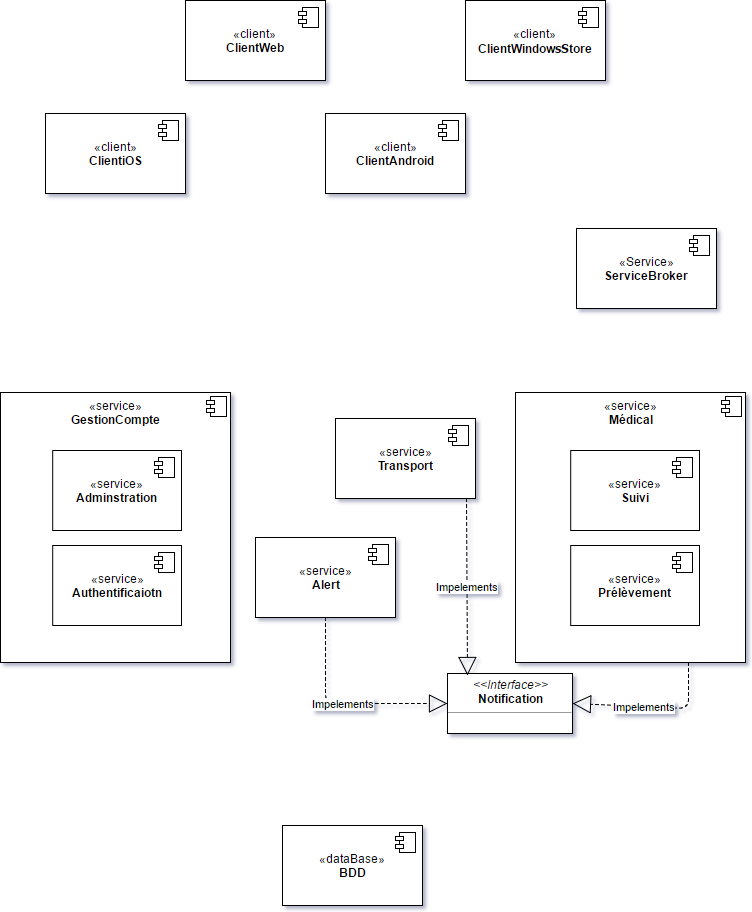 «client»
ClientWeb
«client»
ClientWindowsStore
«client»
ClientiOS
«client»
ClientAndroid
«Service»
ServiceBroker
«service»
GestionCompte
«service»
Adminstration
«service»
Authentificaiotn
«service»
Transport
«service»
Alert
«service»
Médical
«service»
Suivi
«service»
Prélèvement
Impelements
Impelements
Impelements
<<Interface>>
Notification
«dataBase»
BDD